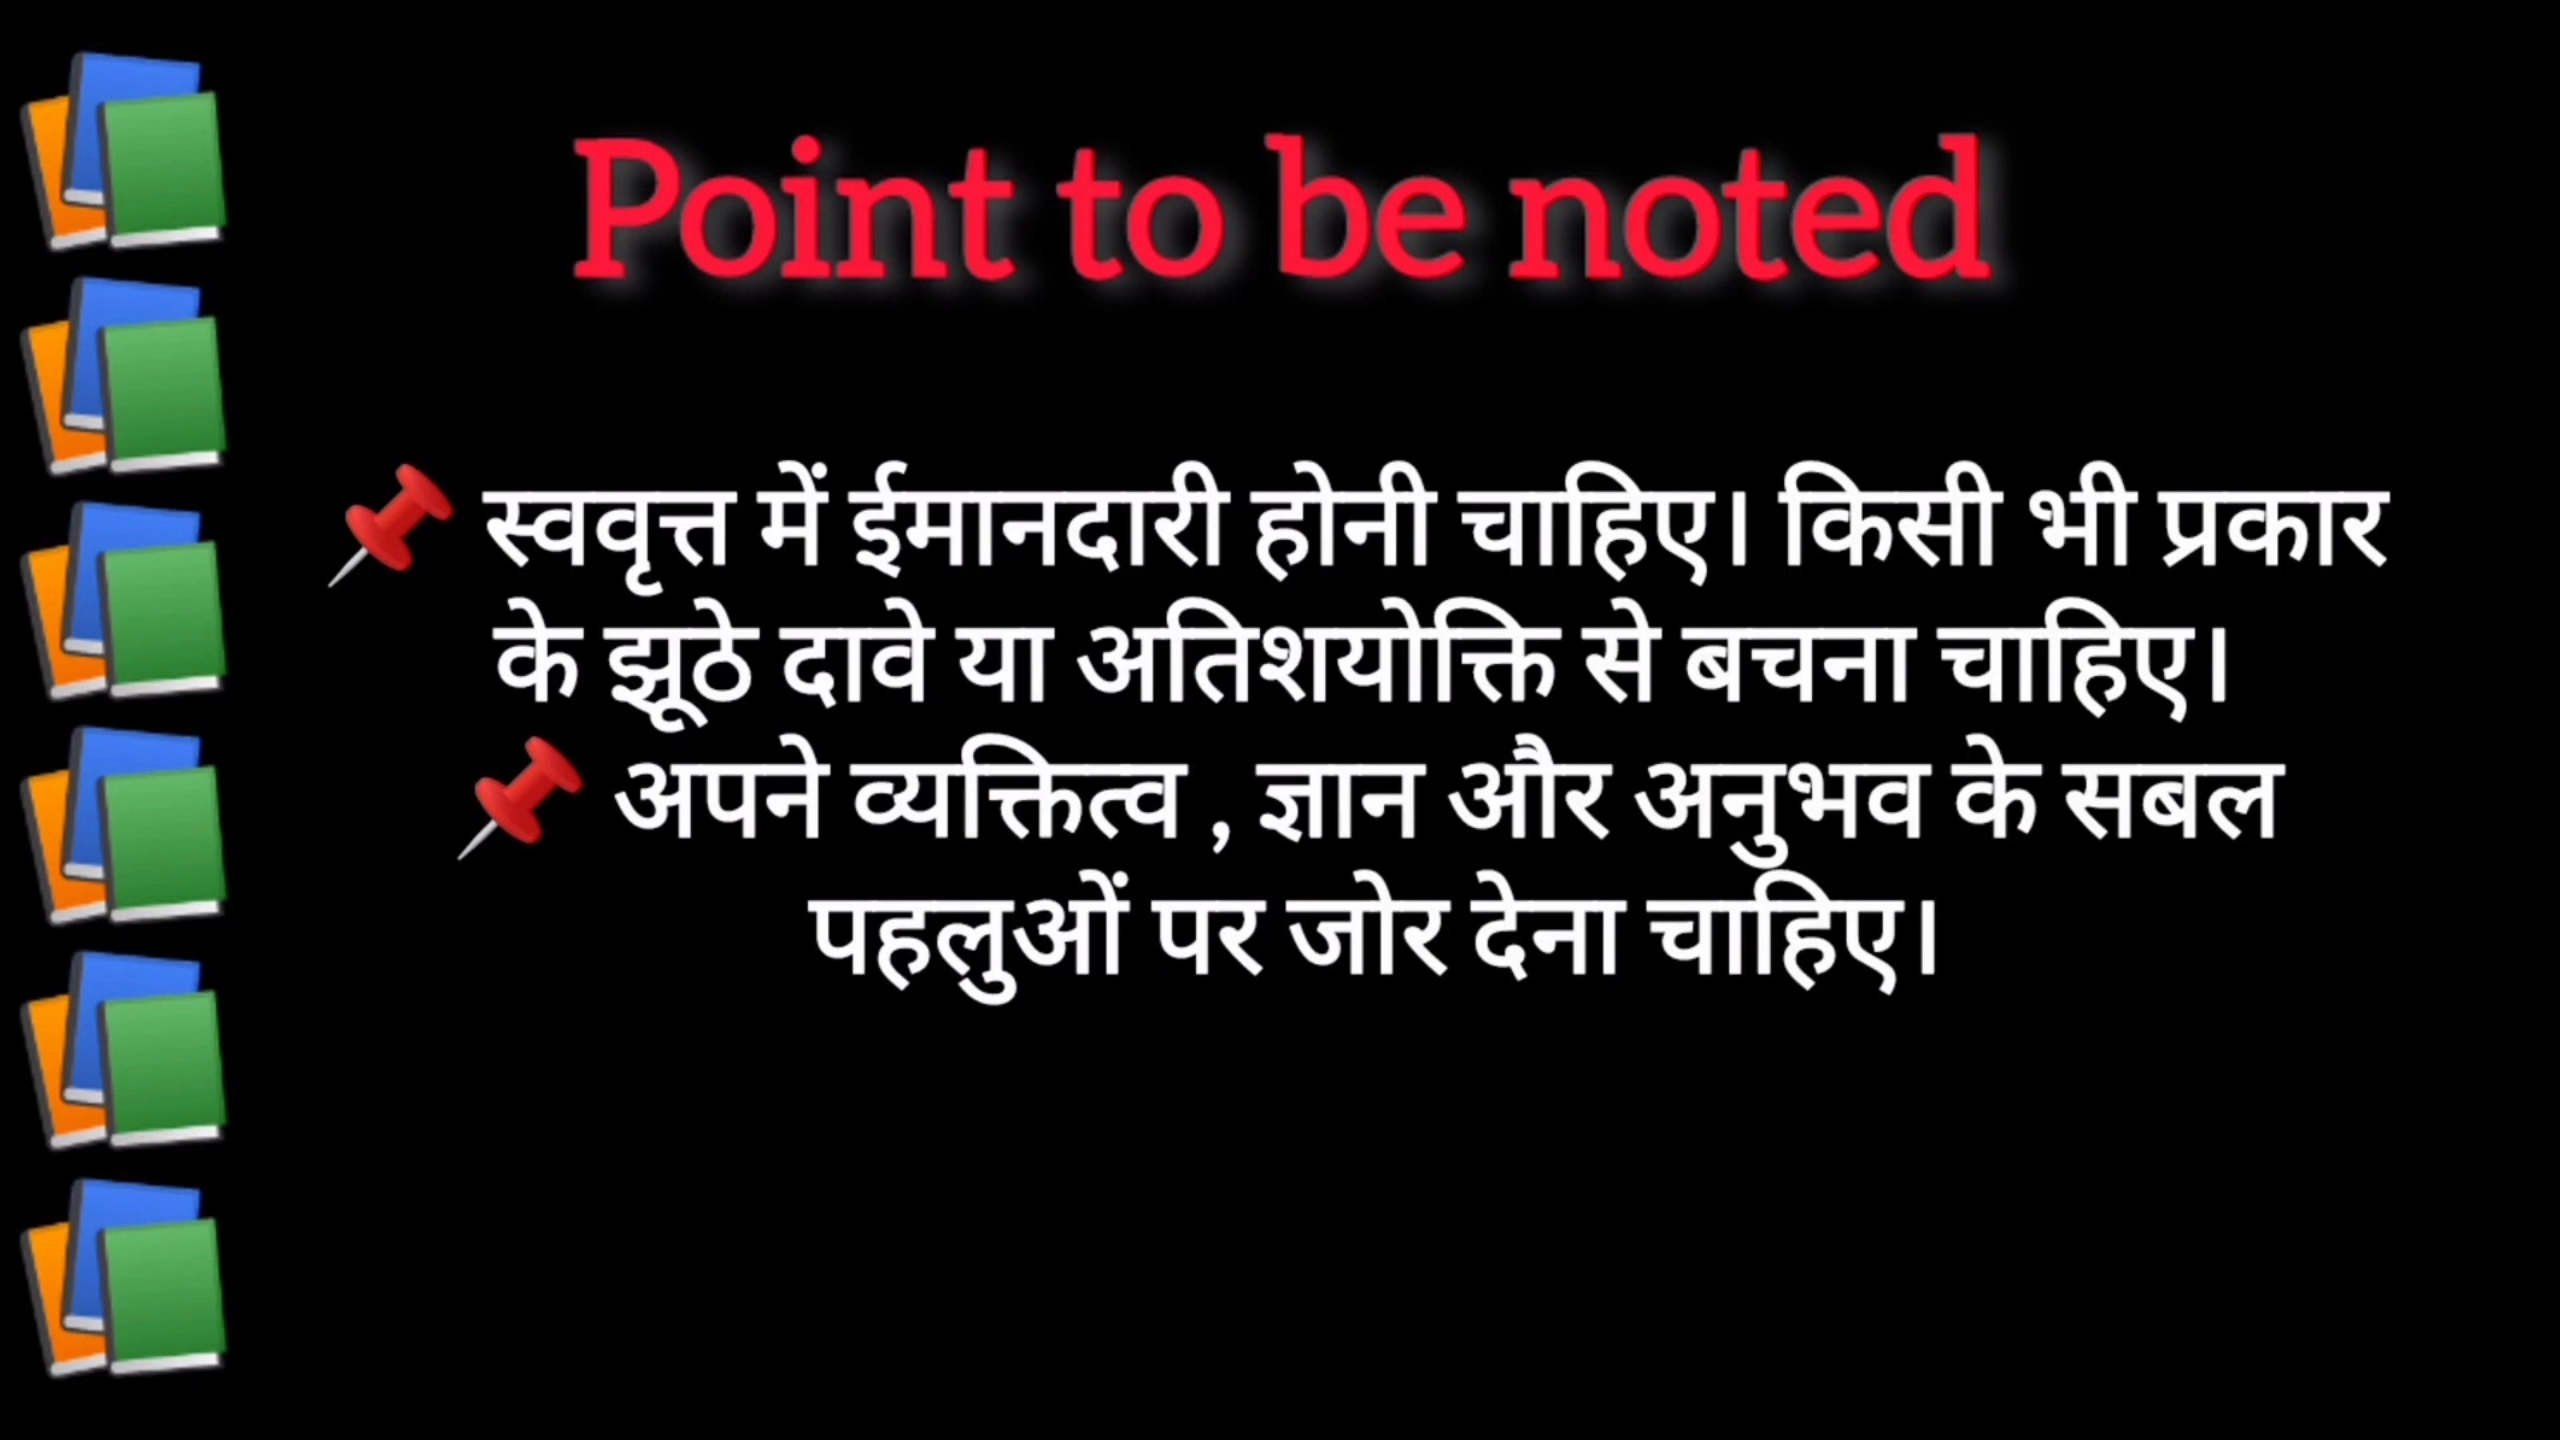 Point to be noted
📌 स्ववृत्त में ईमानदारी होनी चाहिए। किसी भी प्रकार
के झूठे दावे या अतिशयोक्ति से बचना चाहिए।
📌 अपने व्यक्तित्व , ज्ञान और अनुभव के सबल
पहलुओं पर जोर देना चाहिए।